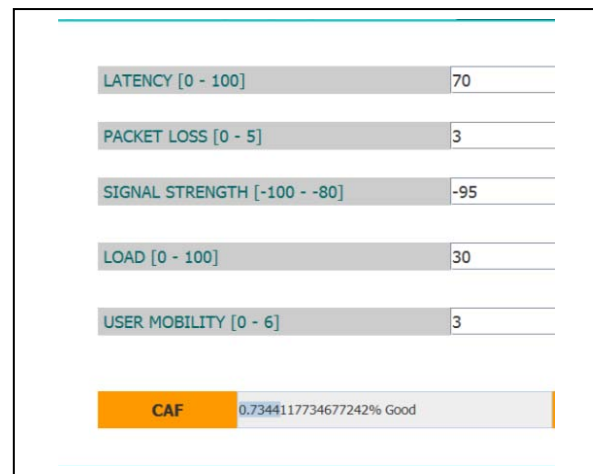 LATENCY [0 - 100] 70
PACKET LOSS [0 - 5] 3
SIGNAL STRENGTH [-100 - -80] -95
LOAD [0 - 100] 30
USER MOBILITY [0 - 6] 3
CAF 0.7344117734677242% Good